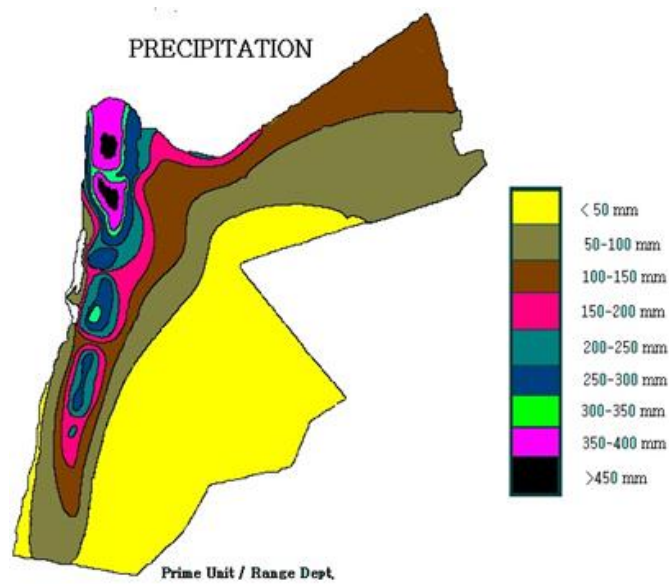 PRECIPITATION
< 50 mm
50-100 mm
100-150 mm
150-200 mm
200-250 mm
250-300 mm
300-350 mm
350-400 mm
>450 mm
Prime Unit / Range Dept.